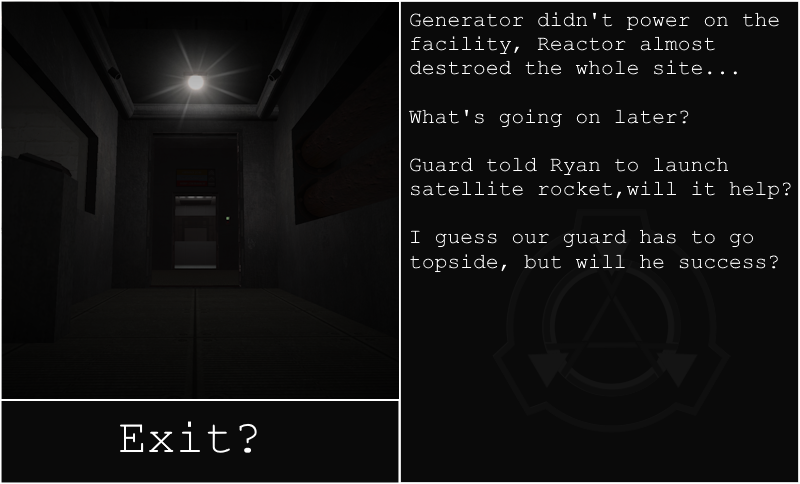 Generator didn't power on the
facility, Reactor almost
destroed the whole site...
What's going on later?
Guard told Ryan to launch
satellite rocket,will it help?
I guess our guard has to go
topside, but will he success?
Exit?